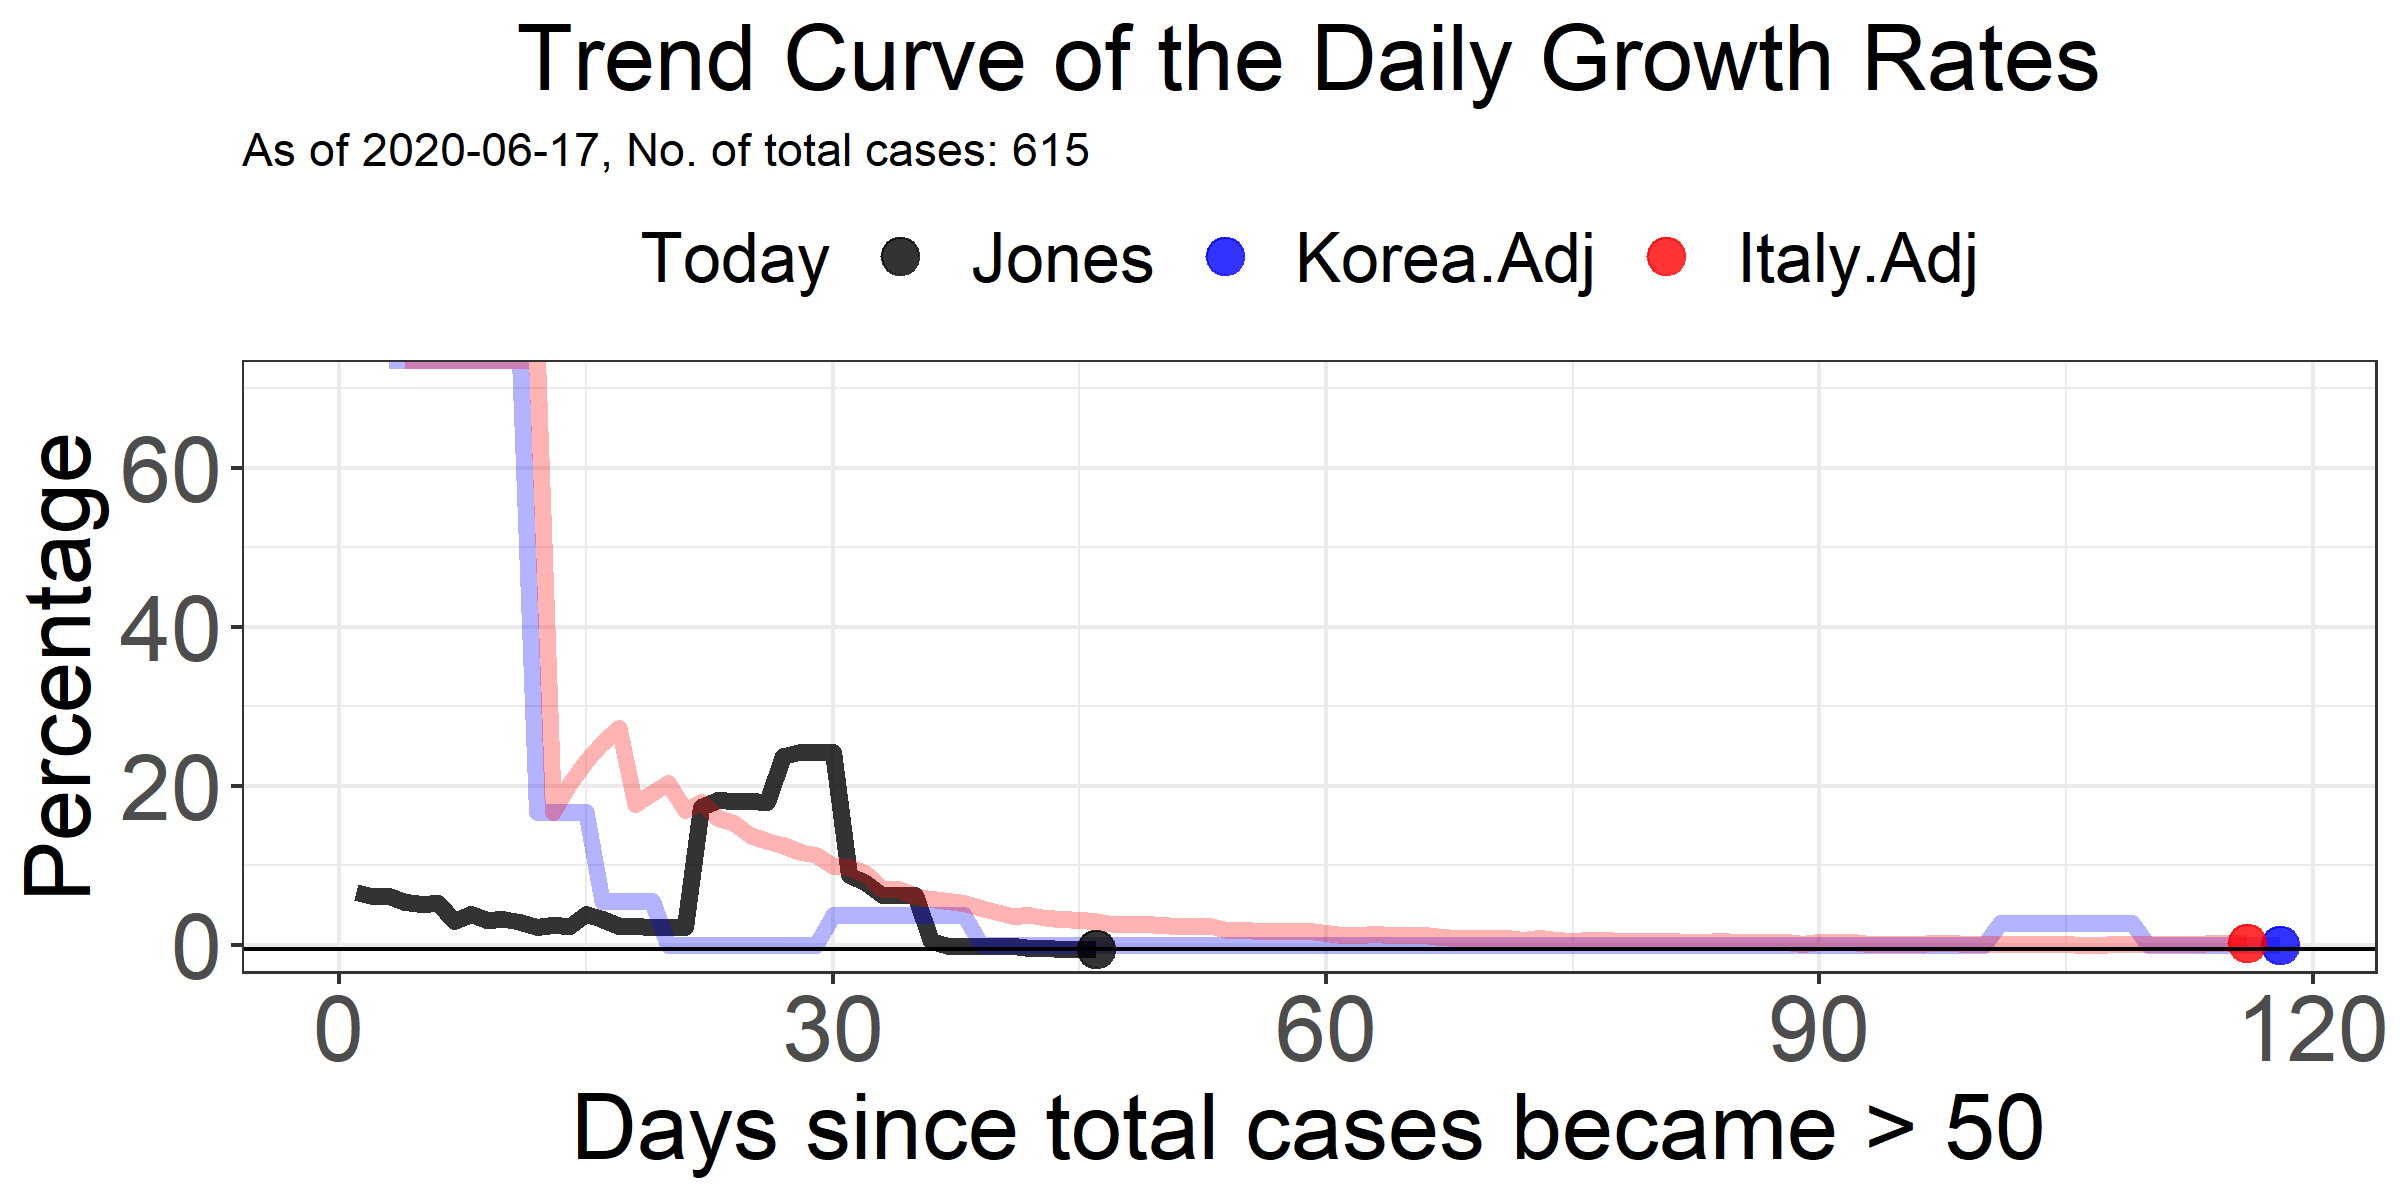 Trend Curve of the Daily Growth Rates
As of 2020-06-17, No. of total cases: 615
Today Jones Korea.Adj Italy.Adj
Percentage
60
40
20
0
0 30 60 90 120
Days since total cases became > 50